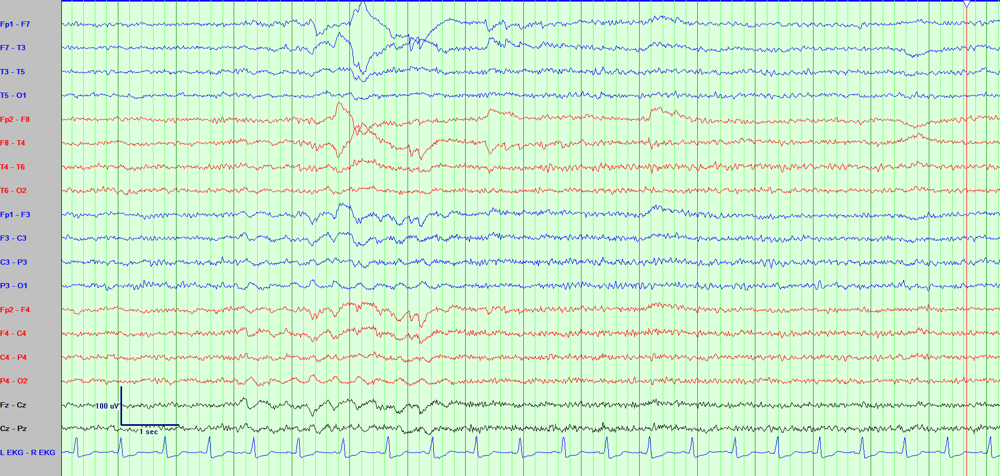 Fp1 - F7
F7 - T3
T3 - T5
T5 - O1
Fp2 - F8
F8 - T4
T4 - T6
T6 - O2
Fp1 - F3
F3 - C3
C3 - P3
P3 - O1
Fp2 - F4
F4 - C4
C4 - P4
P4 - O2
Fz - Cz
100 uV
Cz - Pz
1 sec
L EKG - R EKG